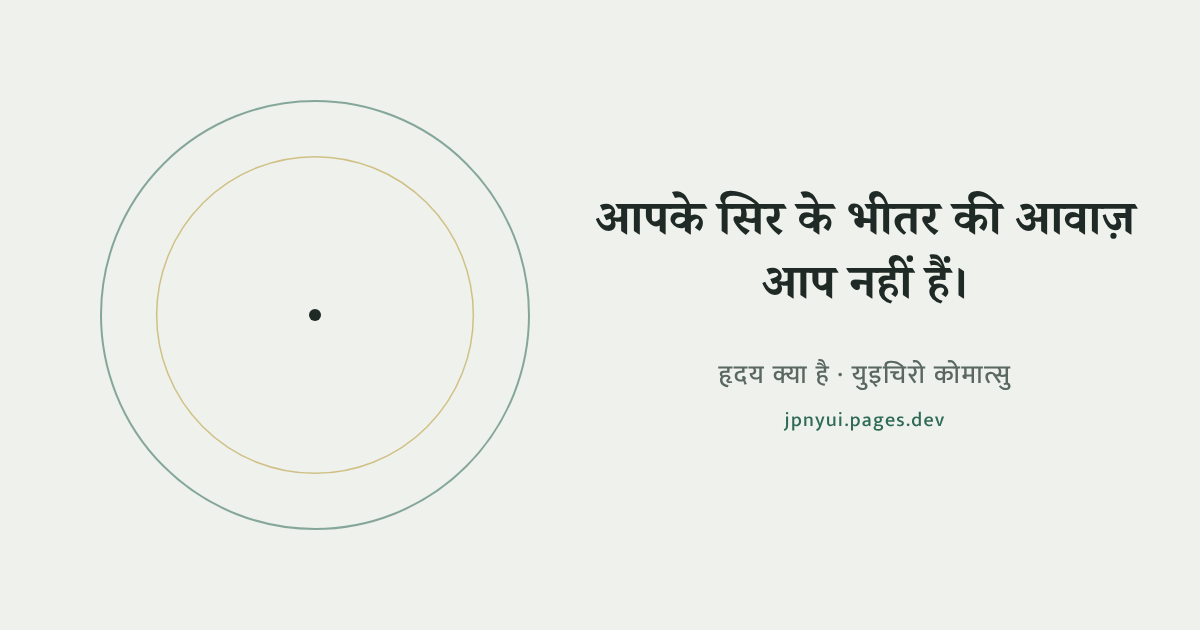 आपके सिर के भीतर की आवाज़
आप नहीं हैं।
हृदय क्या है · युइचिरो कोमात्सु
jpnyui.pages.dev